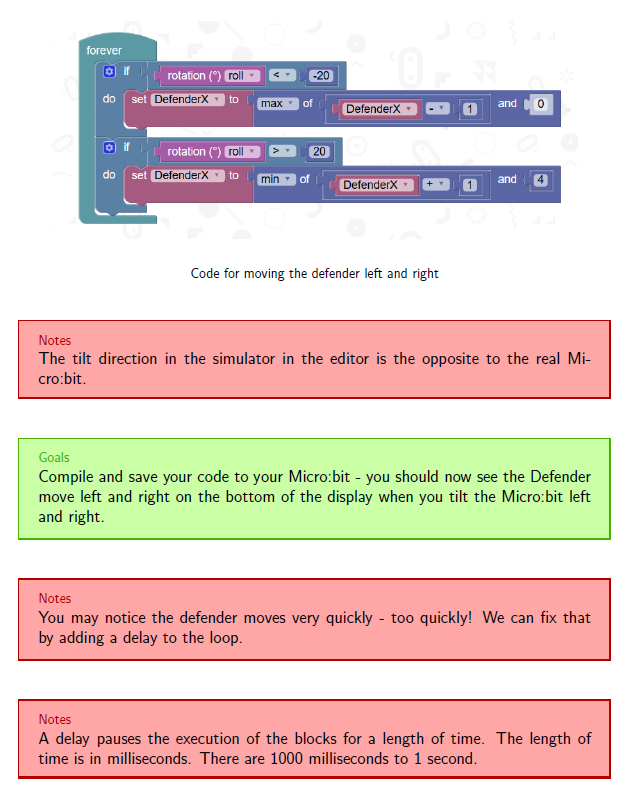 forever
if rotation (°) roll < -20
do set DefenderX to max of DefenderX - 1 and 0
if rotation (°) roll > 20
do set DefenderX to min of DefenderX + 1 and 4
Code for moving the defender left and right
Notes
The tilt direction in the simulator in the editor is the opposite to the real Mi-
cro:bit.
Goals
Compile and save your code to your Micro:bit - you should now see the Defender
move left and right on the bottom of the display when you tilt the Micro:bit left
and right.
Notes
You may notice the defender moves very quickly - too quickly! We can fix that
by adding a delay to the loop.
Notes
A delay pauses the execution of the blocks for a length of time. The length of
time is in milliseconds. There are 1000 milliseconds to 1 second.